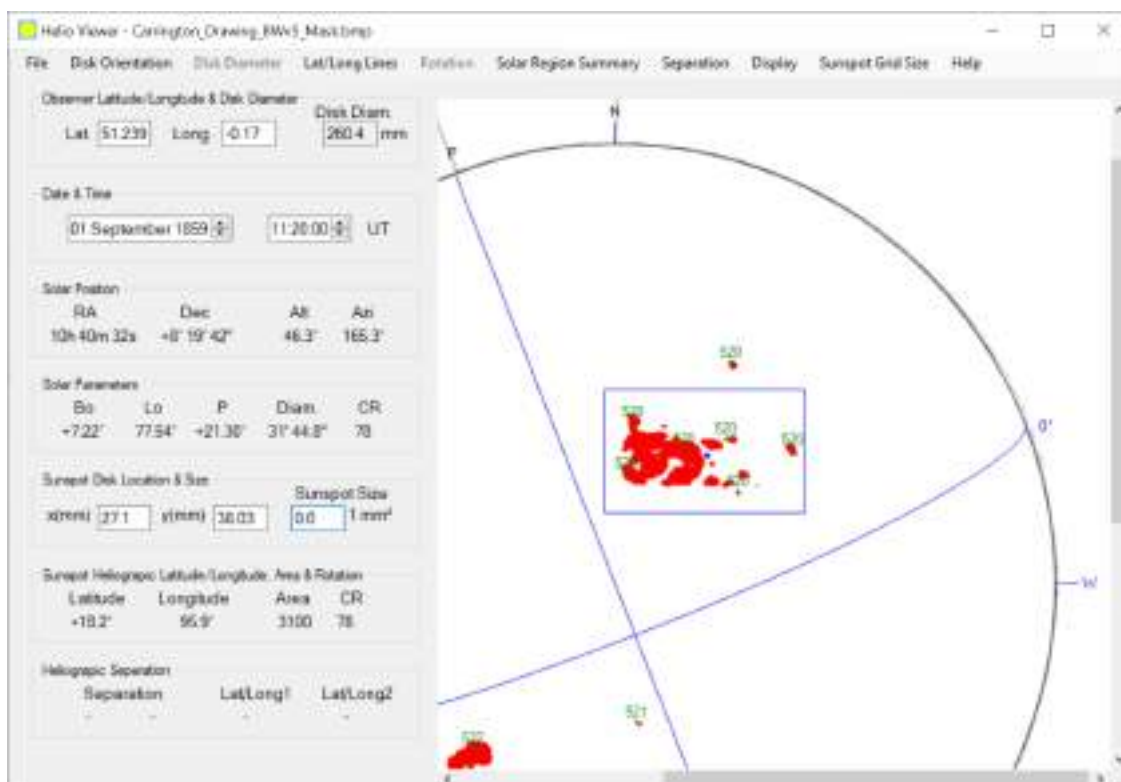 Helio Viewer - Carrington_Drawing_BWx5_Mask.bmp
File Disk Orientation Disk Diameter Lat/Long Lines Rotation Solar Region Summary Separation Display Sunspot Grid Size Help
Observer Latitude/Longitude & Disk Diameter
Disk Diam.
Lat 51.239 Long -0.17 260.4 mm
Date & Time
01 September 1859 11:20:00 UT
Solar Position
RA Dec Alt Azi
10h 40m 32s +8° 19' 42" 46.3° 165.3°
Solar Parameters
Bo Lo P Diam. CR
+7.22° 77.94° +21.30° 31' 44.8" 78
Sunspot Disk Location & Size
Sunspot Size
x(mm) 27.1 y(mm) 38.03 0.0 1 mm²
Sunspot Heliograpic Latitude/Longitude, Area & Rotation
Latitude Longitude Area CR
+18.2° 95.9° 3100 78
Heliograpic Separation
Separation Lat/Long1 Lat/Long2
- - - -
N
P
520
520
520
520
520
0°
W
521